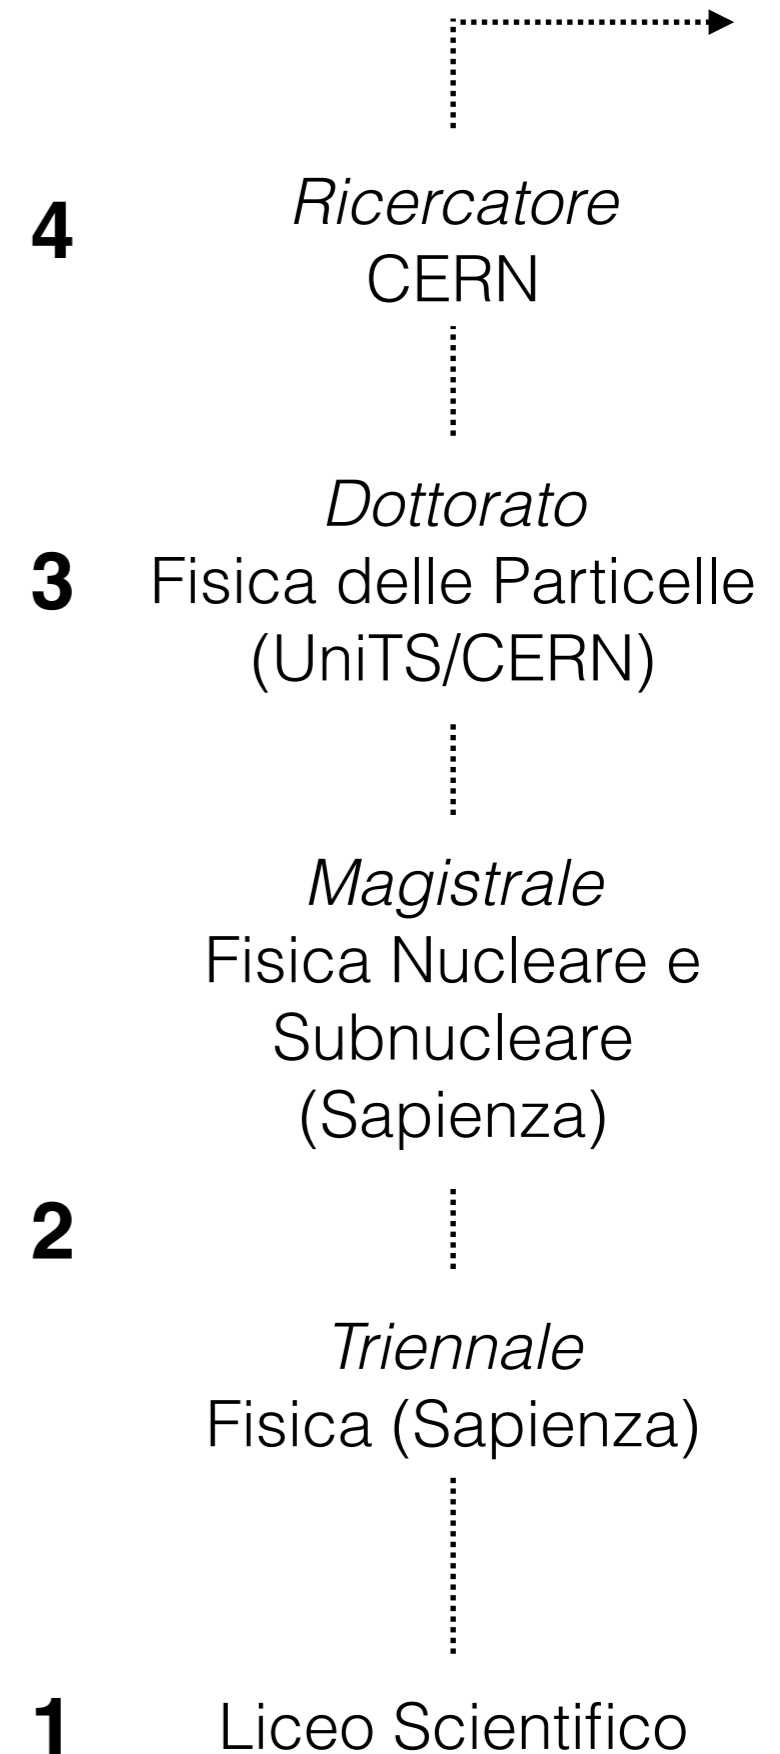 4
Ricercatore
CERN
3
Dottorato
Fisica delle Particelle
(UniTS/CERN)
Magistrale
Fisica Nucleare e
Subnucleare
(Sapienza)
2
Triennale
Fisica (Sapienza)
1
Liceo Scientifico